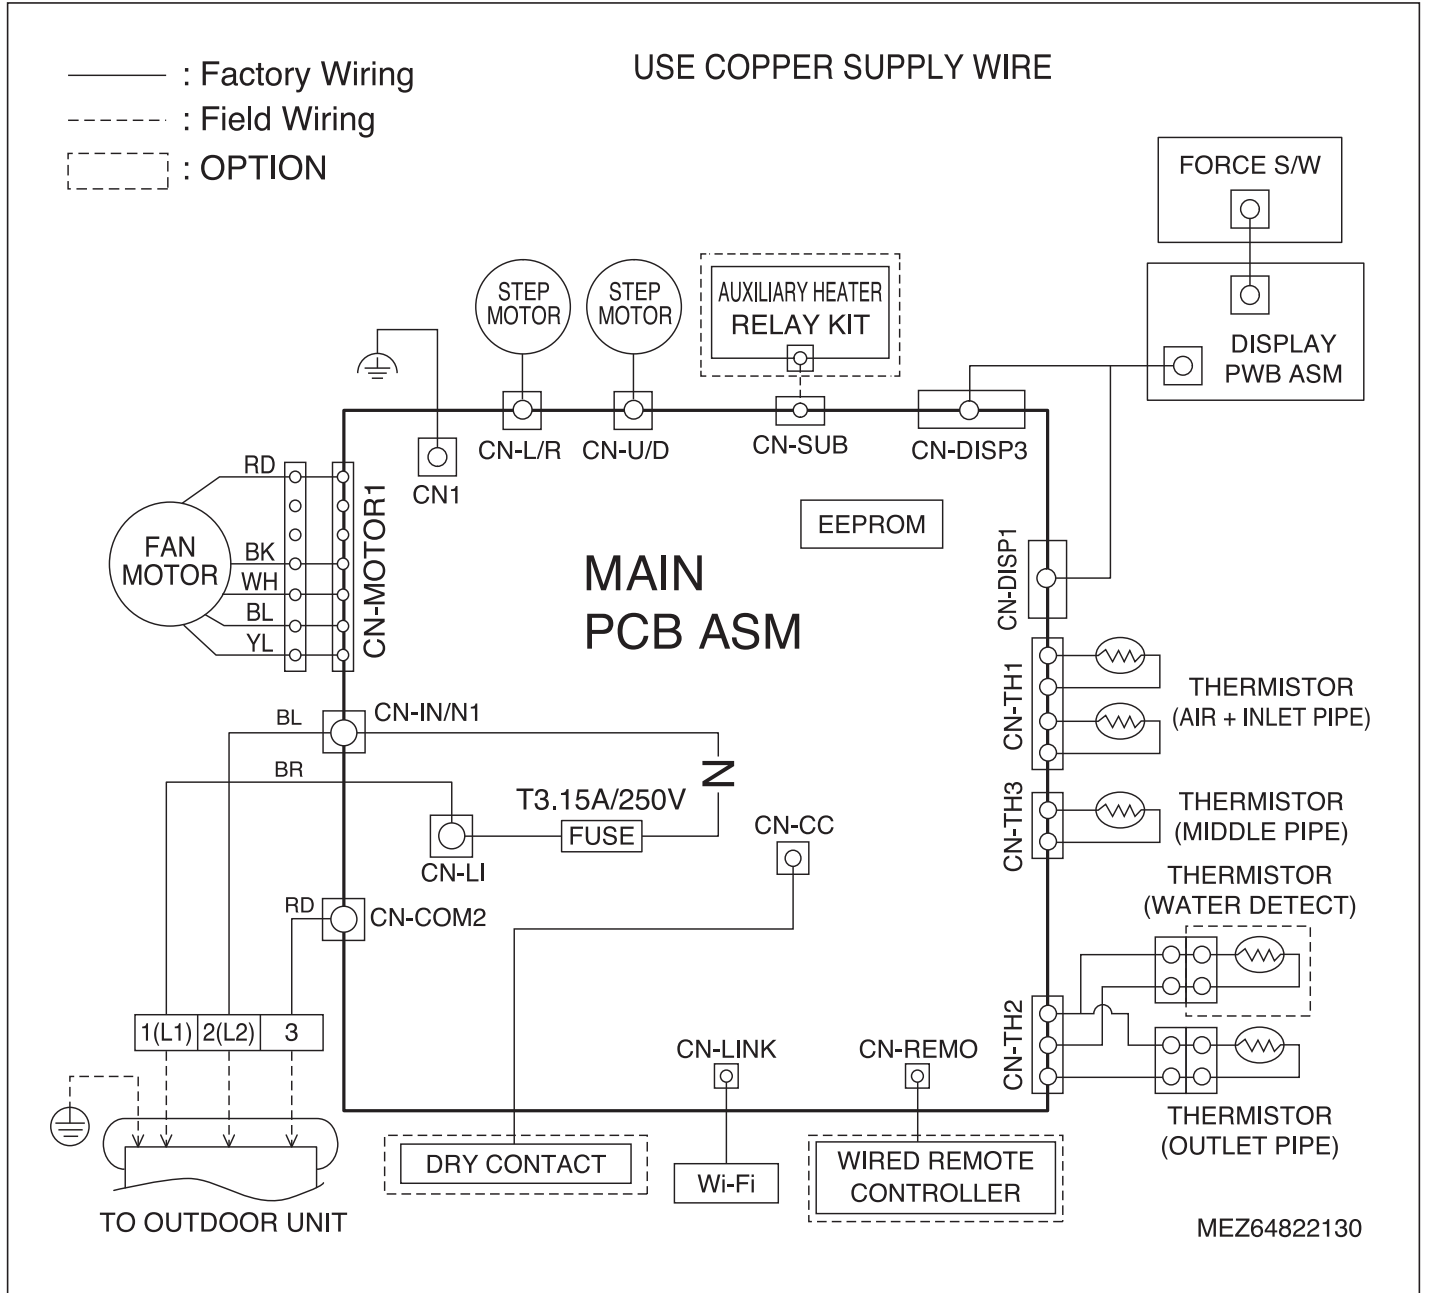 : Factory Wiring
: Field Wiring
: OPTION
USE COPPER SUPPLY WIRE
FORCE S/W
DISPLAY
PWB ASM
STEP
MOTOR
STEP
MOTOR
AUXILIARY HEATER
RELAY KIT
CN-L/R
CN-U/D
CN-SUB
CN-DISP3
CN1
RD
BK
WH
BL
YL
FAN
MOTOR
CN-MOTOR1
EEPROM
MAIN
PCB ASM
CN-DISP1
CN-TH1
THERMISTOR
(AIR + INLET PIPE)
CN-IN/N1
BL
BR
N
T3.15A/250V
FUSE
CN-LI
CN-CC
CN-TH3
THERMISTOR
(MIDDLE PIPE)
THERMISTOR
(WATER DETECT)
RD
CN-COM2
CN-TH2
1(L1)
2(L2)
3
CN-LINK
CN-REMO
THERMISTOR
(OUTLET PIPE)
DRY CONTACT
Wi-Fi
WIRED REMOTE
CONTROLLER
TO OUTDOOR UNIT
MEZ64822130